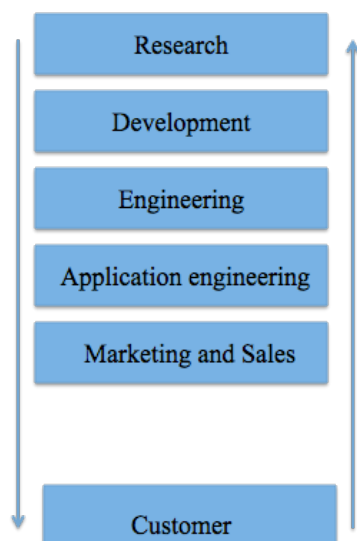 Research
Development
Engineering
Application engineering
Marketing and Sales
Customer